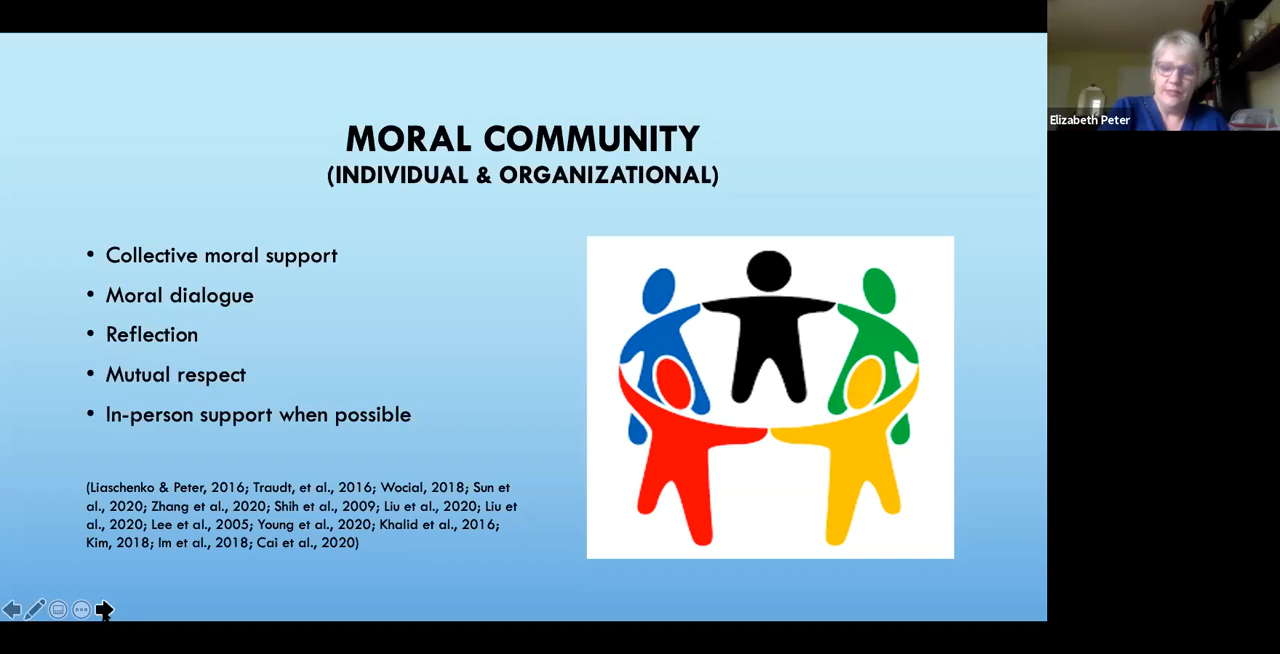 MORAL COMMUNITY
(INDIVIDUAL & ORGANIZATIONAL)
• Collective moral support
• Moral dialogue
• Reflection
• Mutual respect
• In-person support when possible
(Liaschenko & Peter, 2016; Traudt, et al., 2016; Wocial, 2018; Sun et
al., 2020; Zhang et al., 2020; Shih et al., 2009; Liu et al., 2020; Liu et
al., 2020; Lee et al., 2005; Young et al., 2020; Khalid et al., 2016;
Kim, 2018; Im et al., 2018; Cai et al., 2020)
Elizabeth Peter